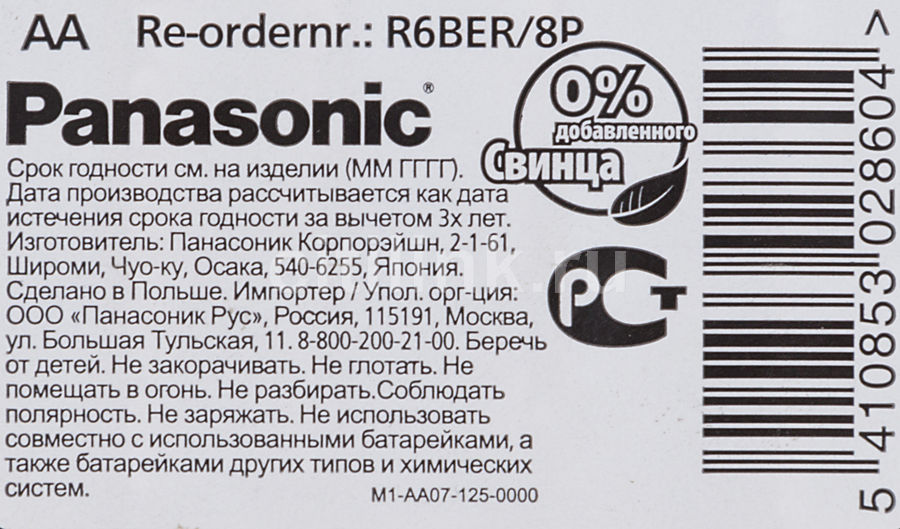 AA Re-ordernr.: R6BER/8P
Panasonic®
0%
добавленного
Свинца
Срок годности см. на изделии (ММ ГГГГ).
Дата производства рассчитывается как дата
истечения срока годности за вычетом 3х лет.
Изготовитель: Панасоник Корпорэйшн, 2-1-61,
Широми, Чуо-ку, Осака, 540-6255, Япония.
Сделано в Польше. Импортер / Упол. орг-ция:
ООО «Панасоник Рус», Россия, 115191, Москва,
ул. Большая Тульская, 11. 8-800-200-21-00. Беречь
от детей. Не закорачивать. Не глотать. Не
помещать в огонь. Не разбирать.Соблюдать
полярность. Не заряжать. Не использовать
совместно с использованными батарейками, а
также батарейками других типов и химических
систем.
М1-АА07-125-0000
РСТ
5 410853 028604 >